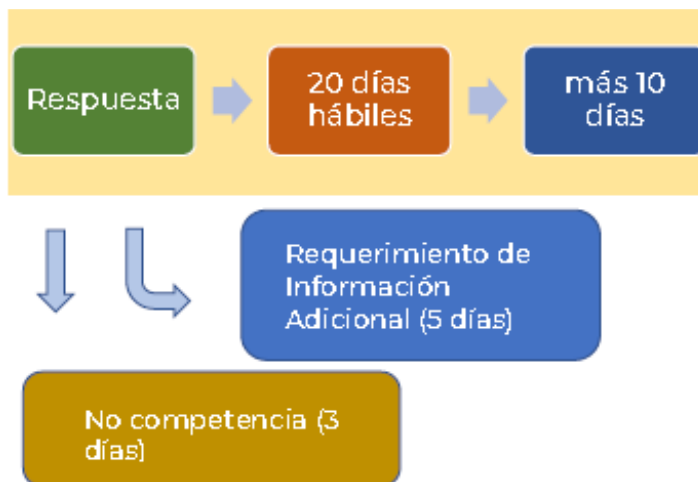 Respuesta
20 días
hábiles
más 10
días
Requerimiento de
Información
Adicional (5 días)
No competencia (3
días)